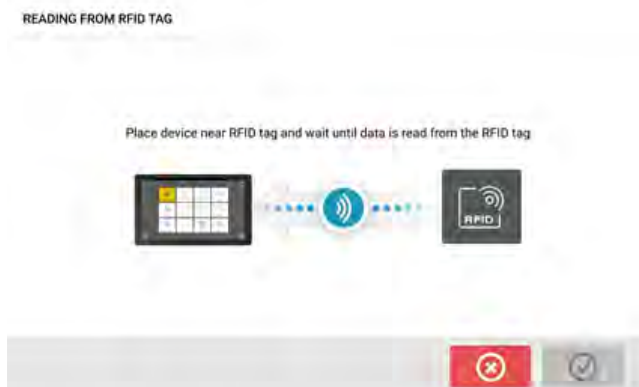 READING FROM RFID TAG
Place device near RFID tag and wait until data is read from the RFID tag
RFID